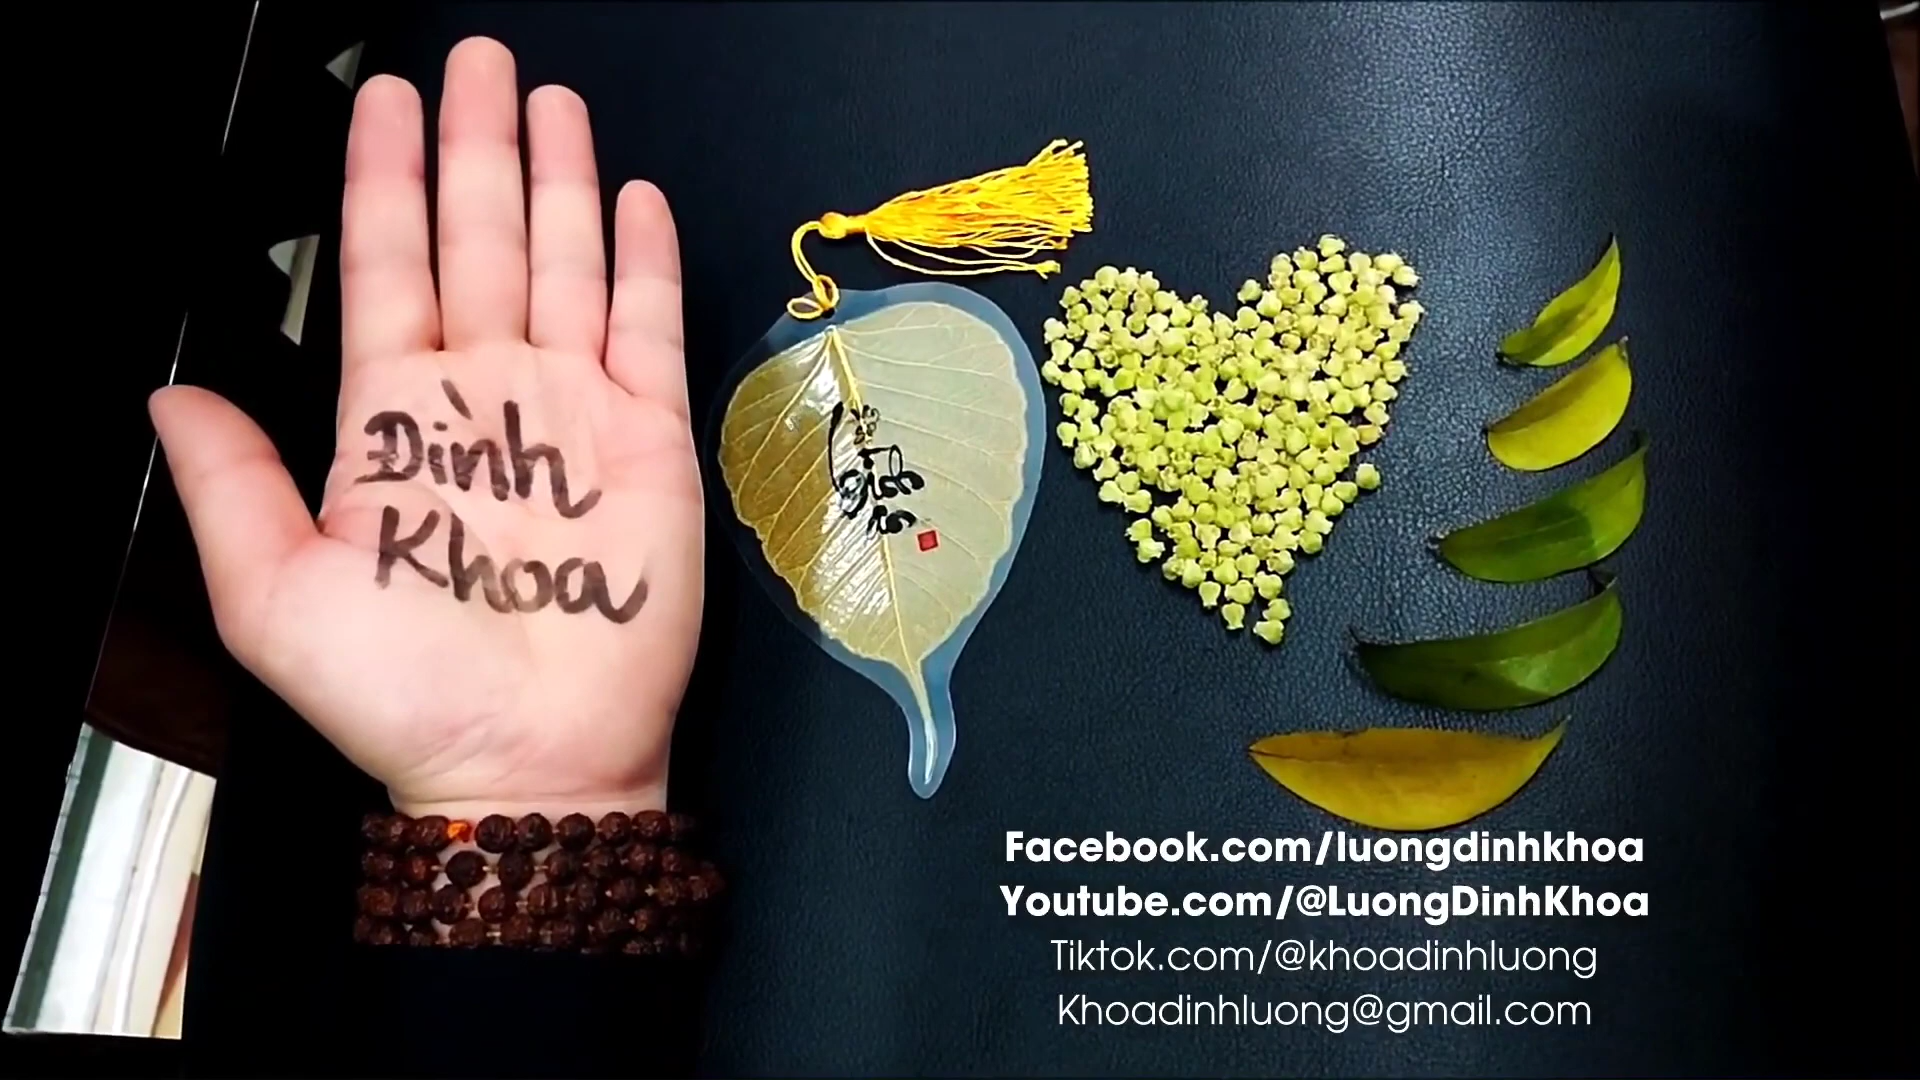 Đình
Khoa
Facebook.com/luongdinhkhoa
Youtube.com/@LuongDinhKhoa
Tiktok.com/@khoadinhluong
Khoadinhluong@gmail.com